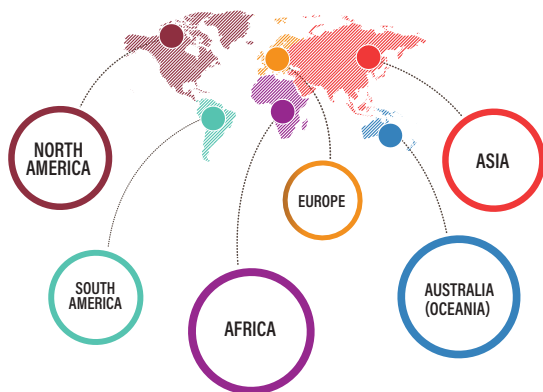 NORTH
AMERICA
ASIA
EUROPE
SOUTH
AMERICA
AUSTRALIA
(OCEANIA)
AFRICA